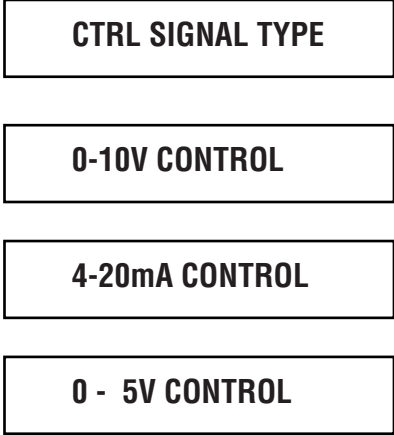 CTRL SIGNAL TYPE
0-10V CONTROL
4-20mA CONTROL
0 - 5V CONTROL